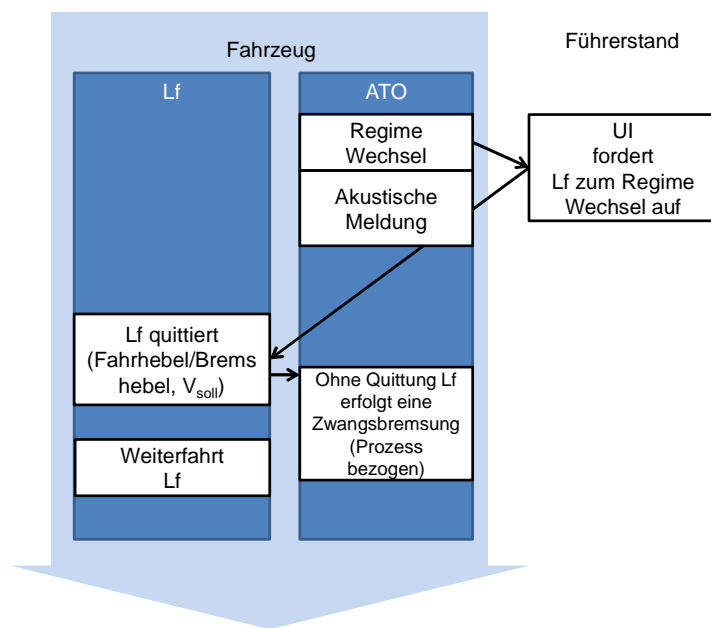 Fahrzeug
Führerstand
Lf
ATO
Regime
Wechsel
UI
fordert
Lf zum Regime
Wechsel auf
Akustische
Meldung
Lf quittiert
(Fahrhebel/Brems
hebel, Vsoll)
Ohne Quittung Lf
erfolgt eine
Zwangsbremsung
(Prozess
bezogen)
Weiterfahrt
Lf